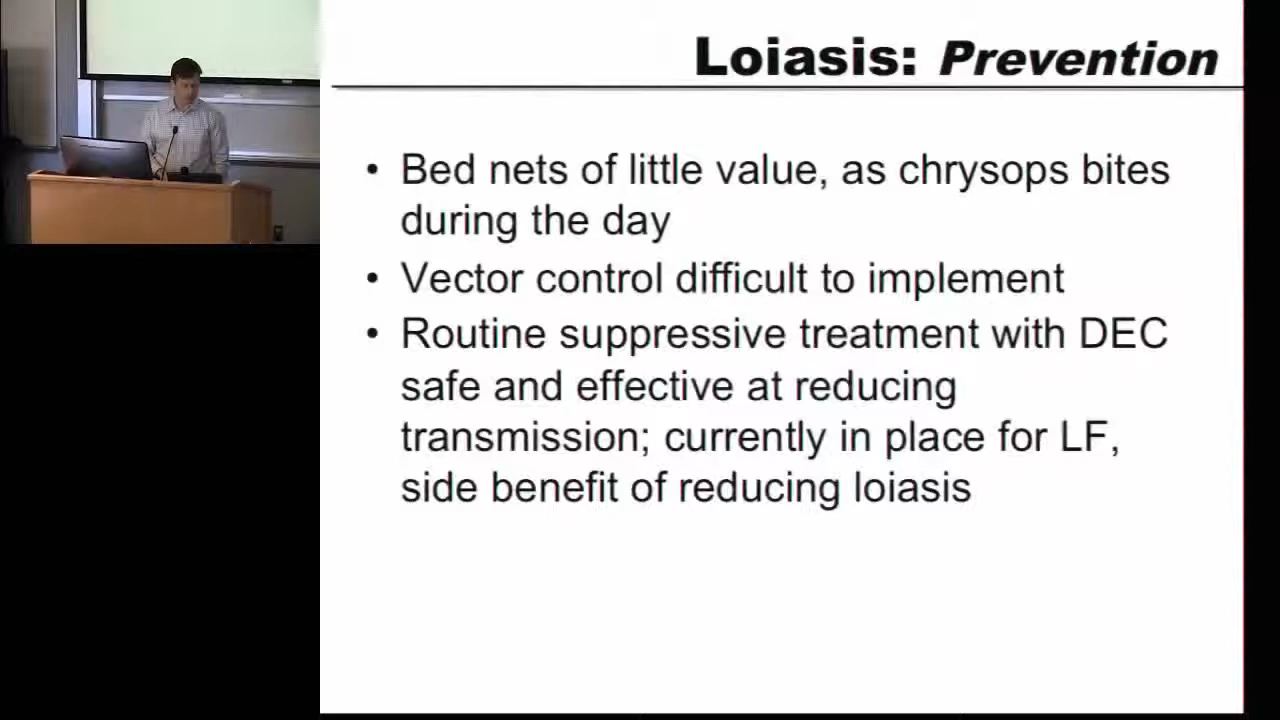 Loiasis: Prevention
• Bed nets of little value, as chrysops bites
during the day
• Vector control difficult to implement
• Routine suppressive treatment with DEC
safe and effective at reducing
transmission; currently in place for LF,
side benefit of reducing loiasis